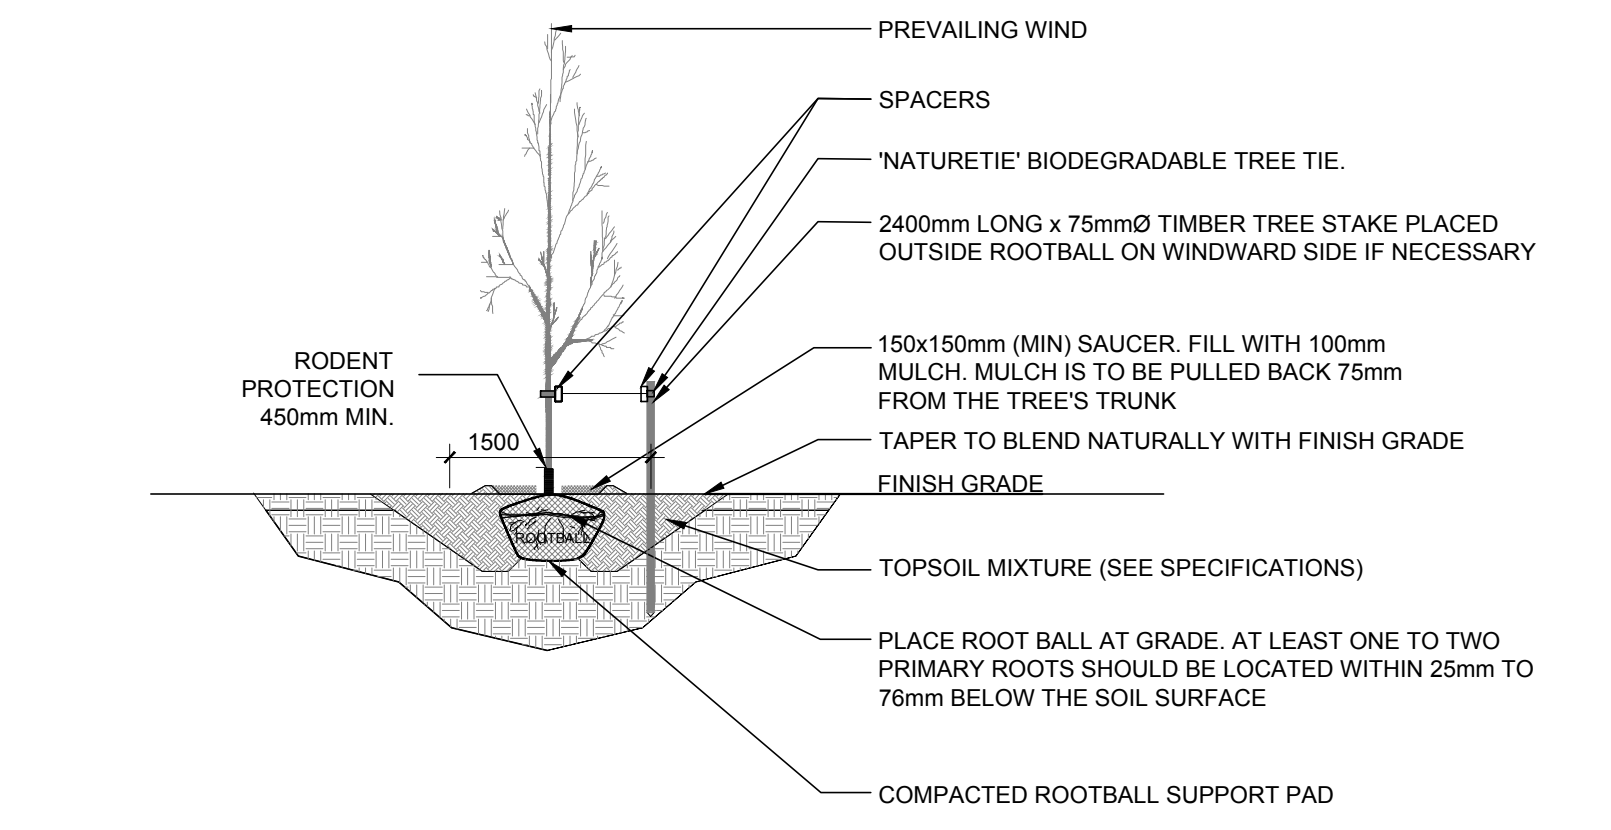 PREVAILING WIND
SPACERS
'NATURETIE' BIODEGRADABLE TREE TIE.
2400mm LONG x 75mmØ TIMBER TREE STAKE PLACED
OUTSIDE ROOTBALL ON WINDWARD SIDE IF NECESSARY
150x150mm (MIN) SAUCER. FILL WITH 100mm
MULCH. MULCH IS TO BE PULLED BACK 75mm
FROM THE TREE'S TRUNK
RODENT
PROTECTION
450mm MIN.
1500
TAPER TO BLEND NATURALLY WITH FINISH GRADE
FINISH GRADE
ROOTBALL
TOPSOIL MIXTURE (SEE SPECIFICATIONS)
PLACE ROOT BALL AT GRADE. AT LEAST ONE TO TWO
PRIMARY ROOTS SHOULD BE LOCATED WITHIN 25mm TO
76mm BELOW THE SOIL SURFACE
COMPACTED ROOTBALL SUPPORT PAD